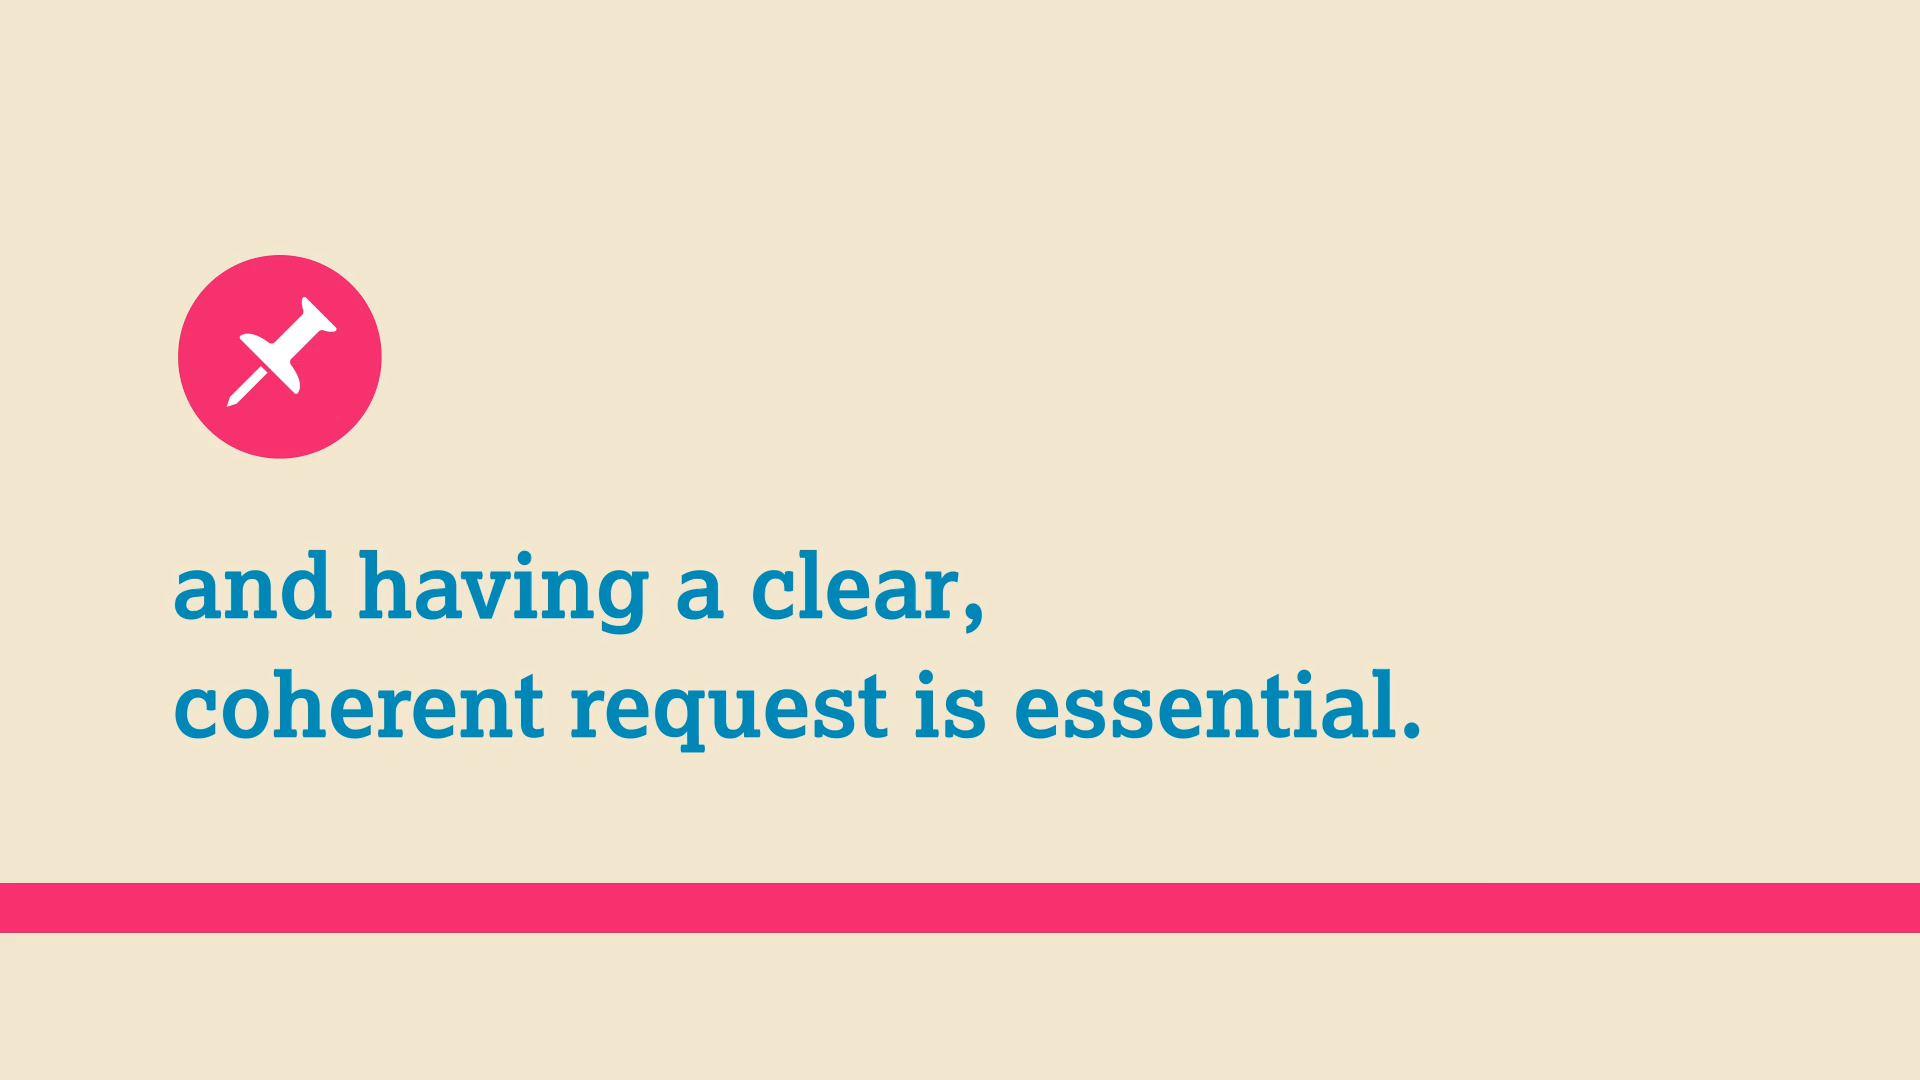 and having a clear,
coherent request is essential.